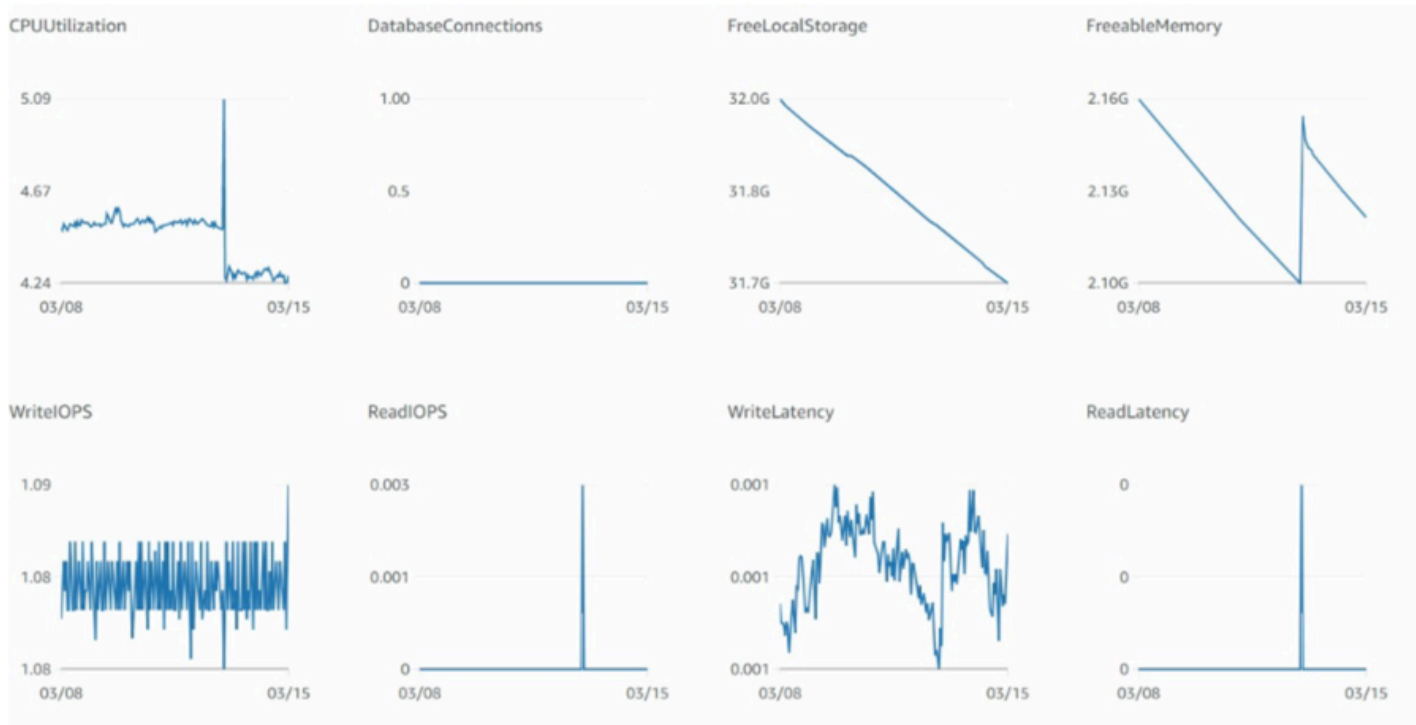 CPUUtilization
DatabaseConnections
FreeLocalStorage
FreeableMemory
5.09
4.67
4.24
03/08
03/15
1.00
0.5
0
03/08
03/15
32.0G
31.8G
31.7G
03/08
03/15
2.16G
2.13G
2.10G
03/08
03/15
WriteIOPS
ReadIOPS
WriteLatency
ReadLatency
1.09
1.08
1.08
03/08
03/15
0.003
0.001
0
03/08
03/15
0.001
0.001
0.001
03/08
03/15
0
0
0
03/08
03/15